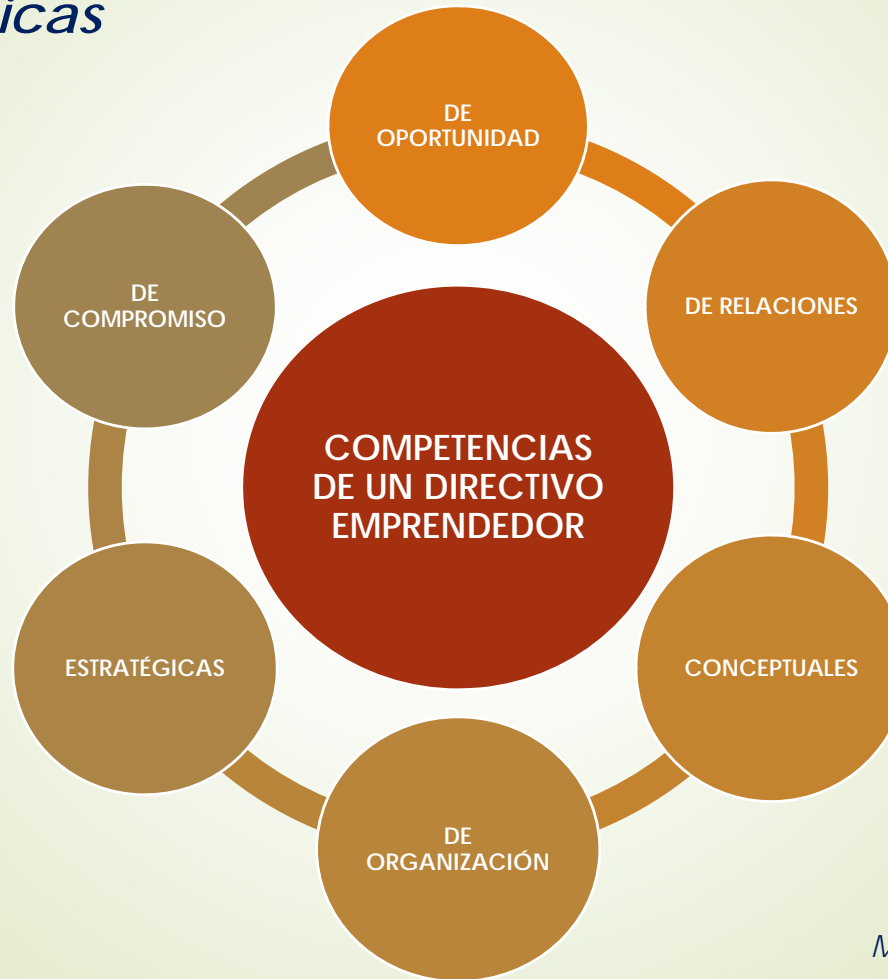 icas
DE
OPORTUNIDAD
DE RELACIONES
CONCEPTUALES
DE
ORGANIZACIÓN
ESTRATÉGICAS
DE
COMPROMISO
COMPETENCIAS
DE UN DIRECTIVO
EMPRENDEDOR
M